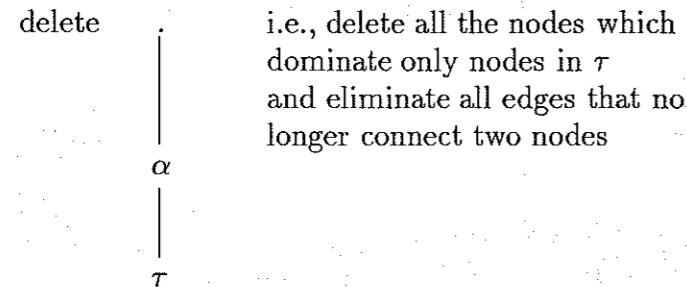 delete . i.e., delete all the nodes which
dominate only nodes in τ
and eliminate all edges that no
longer connect two nodes
α
τ